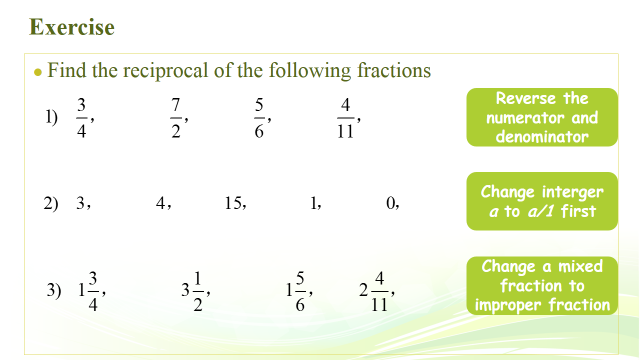 Exercise
Find the reciprocal of the following fractions
1) 3/4, 7/2, 5/6, 4/11,
Reverse the
numerator and
denominator
2) 3, 4, 15, 1, 0,
Change interger
a to a/1 first
3) 1 3/4, 3 1/2, 1 5/6, 2 4/11,
Change a mixed
fraction to
improper fraction